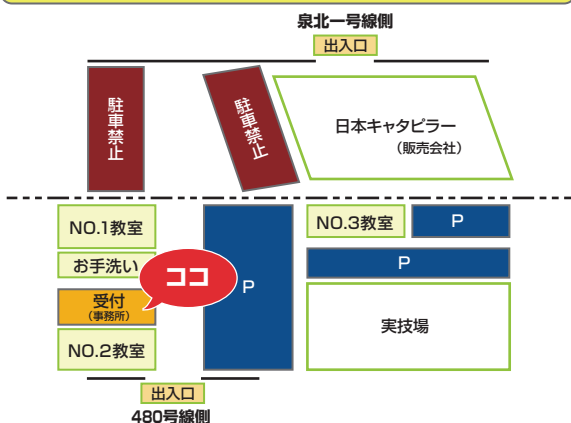 泉北一号線側
出入口
駐車禁止
駐車禁止
日本キャタピラー
（販売会社）
NO.1教室
お手洗い
受付
（事務所）
NO.2教室
ココ
P
NO.3教室
P
P
実技場
出入口
480号線側